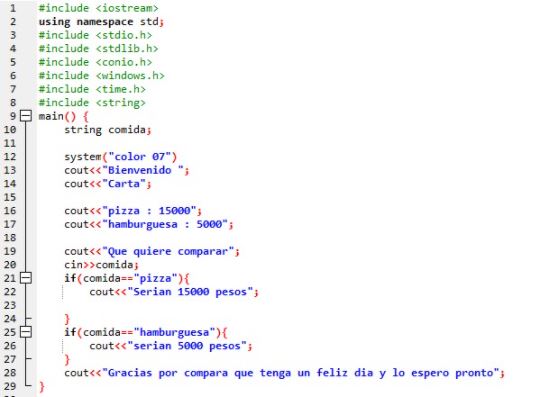 1 #include <iostream>
2 using namespace std;
3 #include <stdio.h>
4 #include <stdlib.h>
5 #include <conio.h>
6 #include <windows.h>
7 #include <time.h>
8 #include <string>
9 main() {
10 string comida;
11
12 system("color 07")
13 cout<<"Bienvenido ";
14 cout<<"Carta";
15
16 cout<<"pizza : 15000";
17 cout<<"hamburguesa : 5000";
18
19 cout<<"Que quiere comparar";
20 cin>>comida;
21 if(comida=="pizza"){
22 cout<<"Serian 15000 pesos";
23
24 }
25 if(comida=="hamburguesa"){
26 cout<<"serian 5000 pesos";
27 }
28 cout<<"Gracias por compara que tenga un feliz dia y lo espero pronto";
29 }